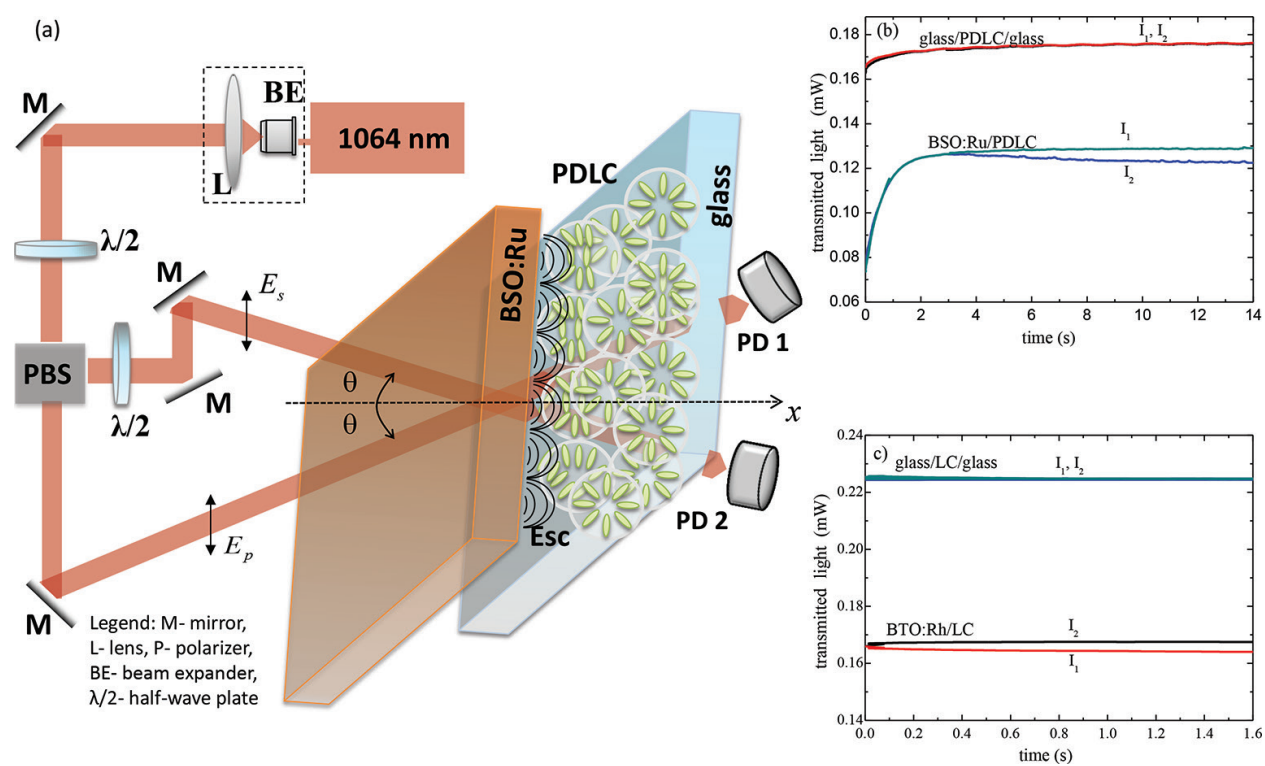 (a)
M
BE
1064 nm
L
PDLC
glass
λ/2
M
E_s
BSO:Ru
PD 1
PBS
θ
M
λ/2
θ
x
E_p
Esc
PD 2
M
Legend: M- mirror,
L- lens, P- polarizer,
BE- beam expander,
λ/2- half-wave plate
(b)
glass/PDLC/glass
I₁, I₂
BSO:Ru/PDLC
I₁
I₂
transmitted light (mW)
0.18
0.16
0.14
0.12
0.10
0.08
0.06
0 2 4 6 8 10 12 14
time (s)
c)
glass/LC/glass
I₁, I₂
BTO:Rh/LC
I₂
I₁
transmitted light (mW)
0.24
0.22
0.20
0.18
0.16
0.14
0.0 0.2 0.4 0.6 0.8 1.0 1.2 1.4 1.6
time (s)